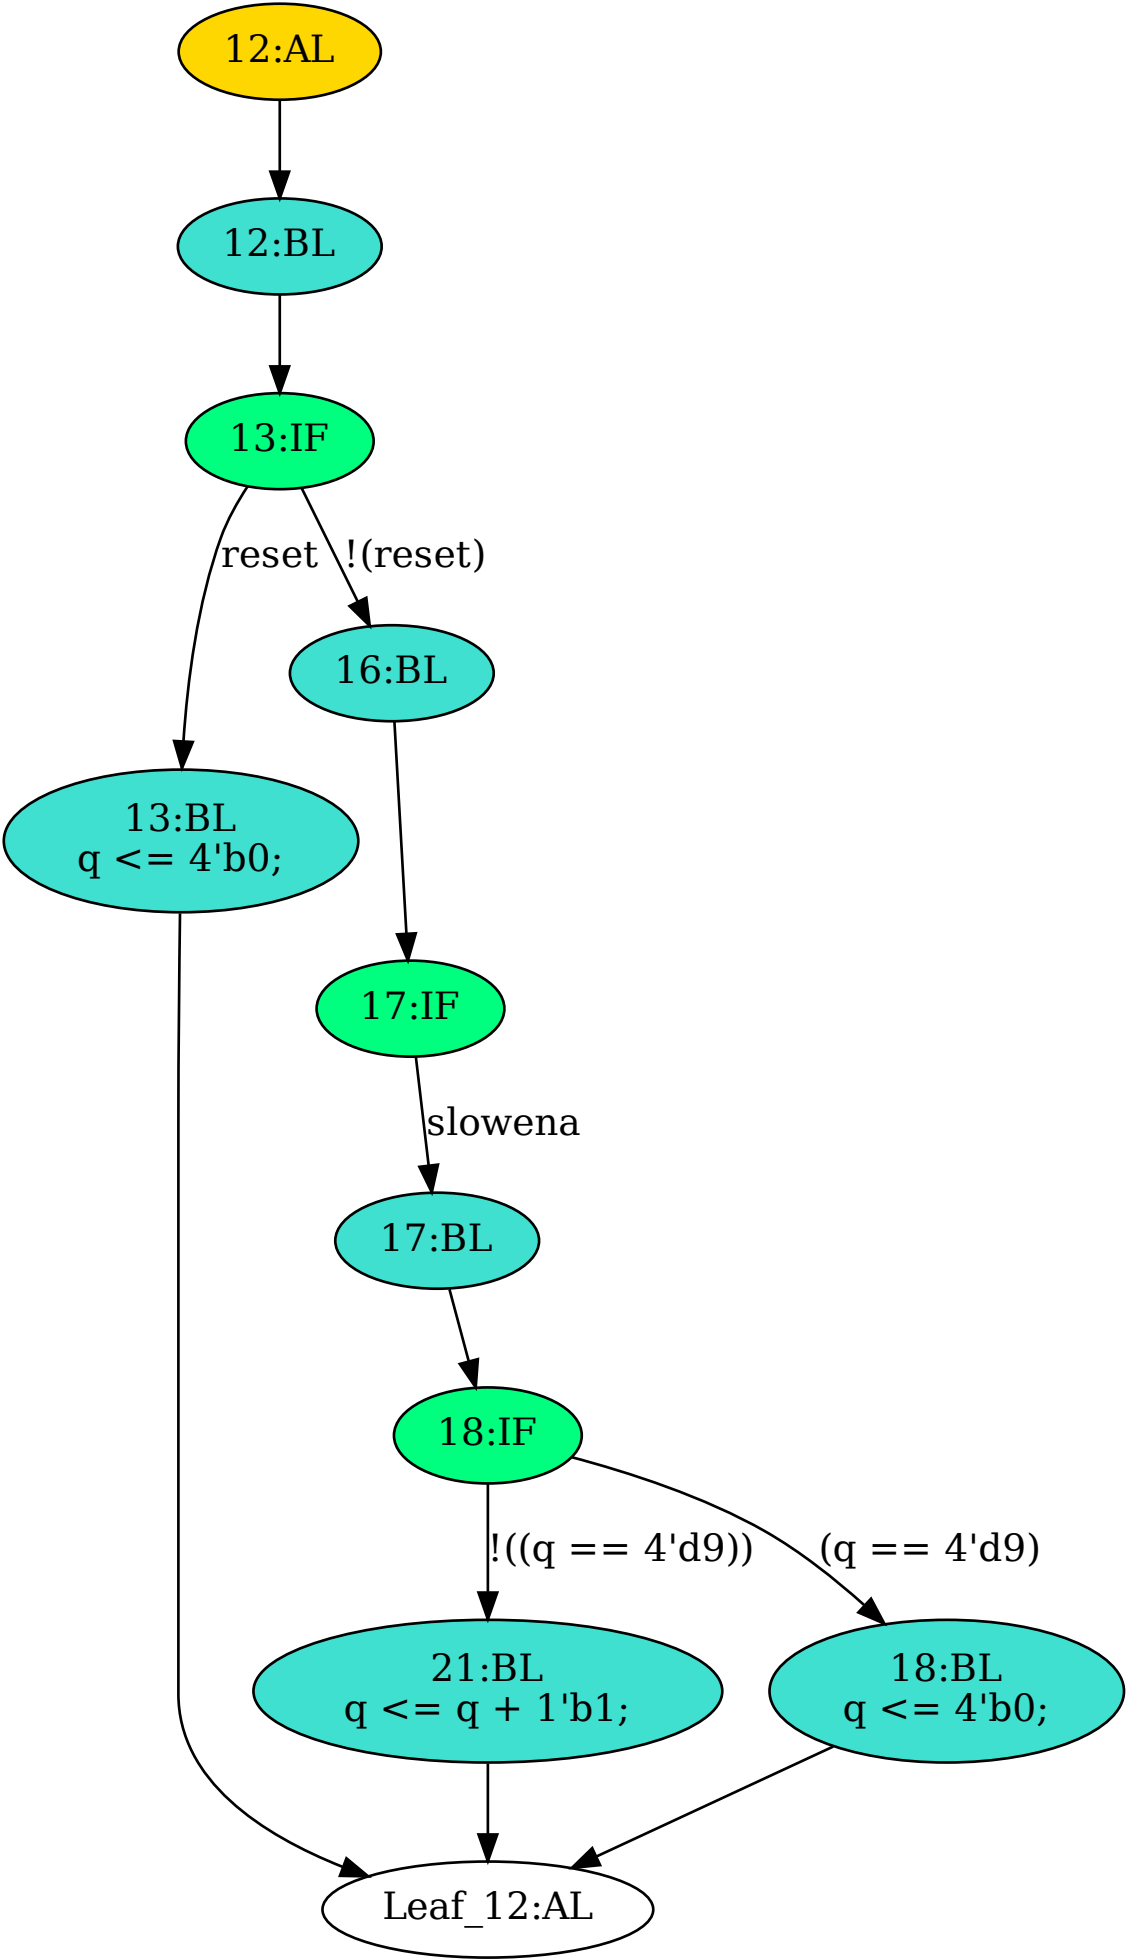 12:AL
12:BL
13:IF
reset
!(reset)
16:BL
13:BL
q <= 4'b0;
17:IF
slowena
17:BL
18:IF
!((q == 4'd9))
(q == 4'd9)
21:BL
q <= q + 1'b1;
18:BL
q <= 4'b0;
Leaf_12:AL